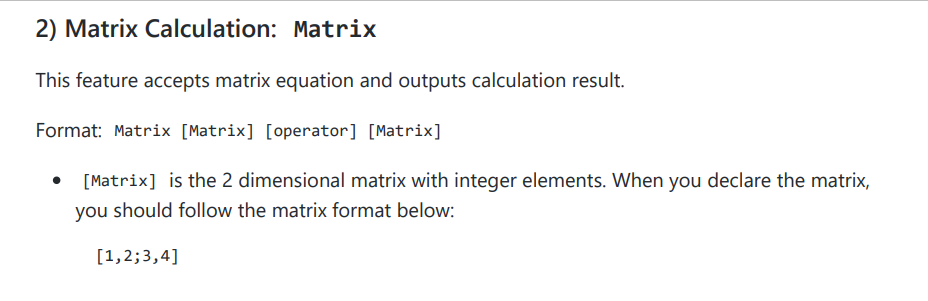 2) Matrix Calculation: Matrix
This feature accepts matrix equation and outputs calculation result.
Format: Matrix [Matrix] [operator] [Matrix]
• [Matrix] is the 2 dimensional matrix with integer elements. When you declare the matrix,
you should follow the matrix format below:
[1,2;3,4]